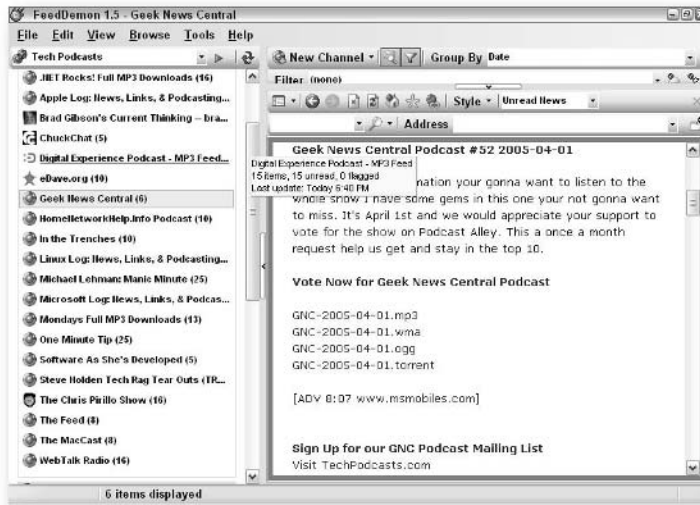 FeedDemon 1.5 - Geek News Central
File Edit View Browse Tools Help
Tech Podcasts
.NET Rocks! Full MP3 Downloads (16)
Apple Log: News, Links, & Podcasting...
Brad Gibson's Current Thinking -- bra...
ChuckChat (5)
Digital Experience Podcast - MP3 Feed...
eDave.org (10)
Geek News Central (6)
HomeNetworkHelp.Info Podcast (10)
In the Trenches (10)
Linux Log: News, Links, & Podcasting...
Michael Lehman: Manic Minute (25)
Microsoft Log: News, Links, & Podcas...
Mondays Full MP3 Downloads (13)
One Minute Tip (25)
Software As She's Developed (5)
Steve Holden Tech Rag Tear Outs (TR...
The Chris Pirillo Show (16)
The Feed (8)
The MacCast (8)
WebTalk Radio (16)
6 items displayed
Digital Experience Podcast - MP3 Feed
15 items, 15 unread, 0 flagged
Last update: Today 6:40 PM
New Channel Group By Date
Filter (none)
Style Unread News
Address
Geek News Central Podcast #52 2005-04-01
mation your gonna want to listen to the
whole show I have some gems in this one your not gonna want
to miss. It's April 1st and we would appreciate your support to
vote for the show on Podcast Alley. This a once a month
request help us get and stay in the top 10.
Vote Now for Geek News Central Podcast
GNC-2005-04-01.mp3
GNC-2005-04-01.wma
GNC-2005-04-01.ogg
GNC-2005-04-01.torrent
[ADV 8:07 www.msmobiles.com]
Sign Up for our GNC Podcast Mailing List
Visit TechPodcasts.com